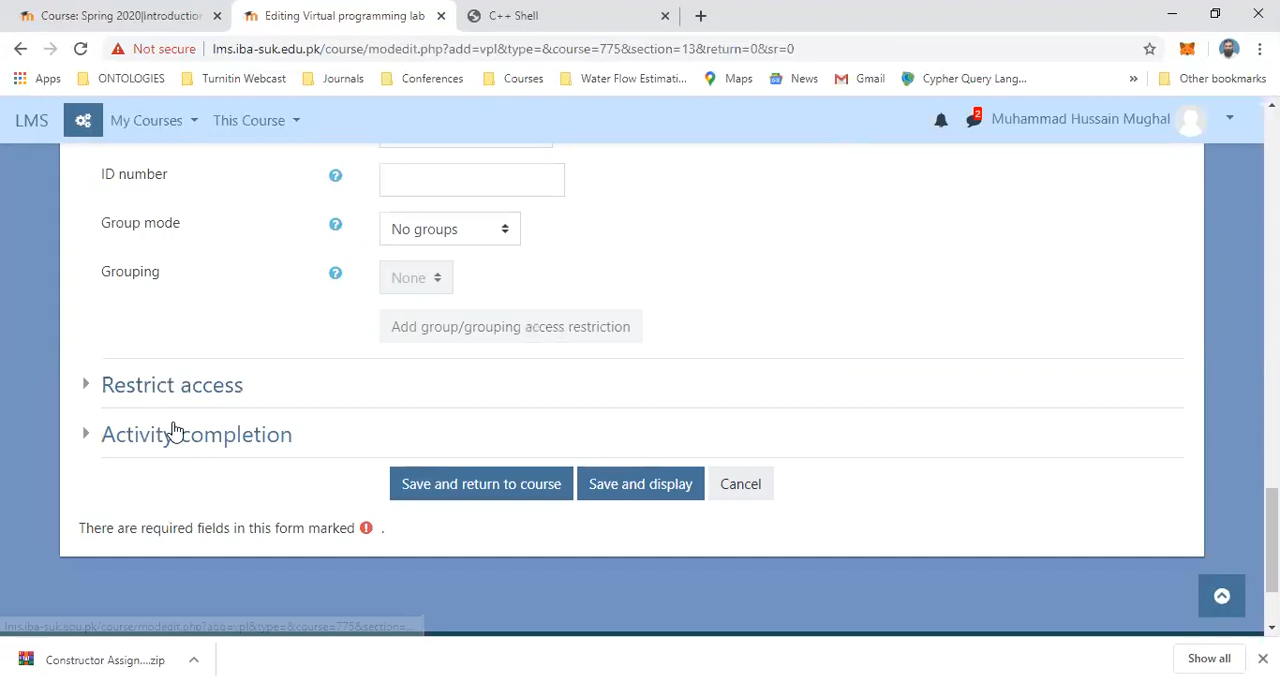 Course: Spring 2020|Introduction
Editing Virtual programming lab
C++ Shell
Not secure
lms.iba-suk.edu.pk/course/modedit.php?add=vpl&type=&course=775&section=13&return=0&sr=0
Apps
ONTOLOGIES
Turnitin Webcast
Journals
Conferences
Courses
Water Flow Estimati...
Maps
News
Gmail
Cypher Query Lang...
»
Other bookmarks
LMS
My Courses
This Course
2
Muhammad Hussain Mughal
ID number
Group mode
No groups
Grouping
None
Add group/grouping access restriction
Restrict access
Activity completion
Save and return to course
Save and display
Cancel
There are required fields in this form marked .
lms.iba-suk.edu.pk/course/modedit.php?add=vpl&type=&course=775&section=...
Constructor Assign....zip
Show all